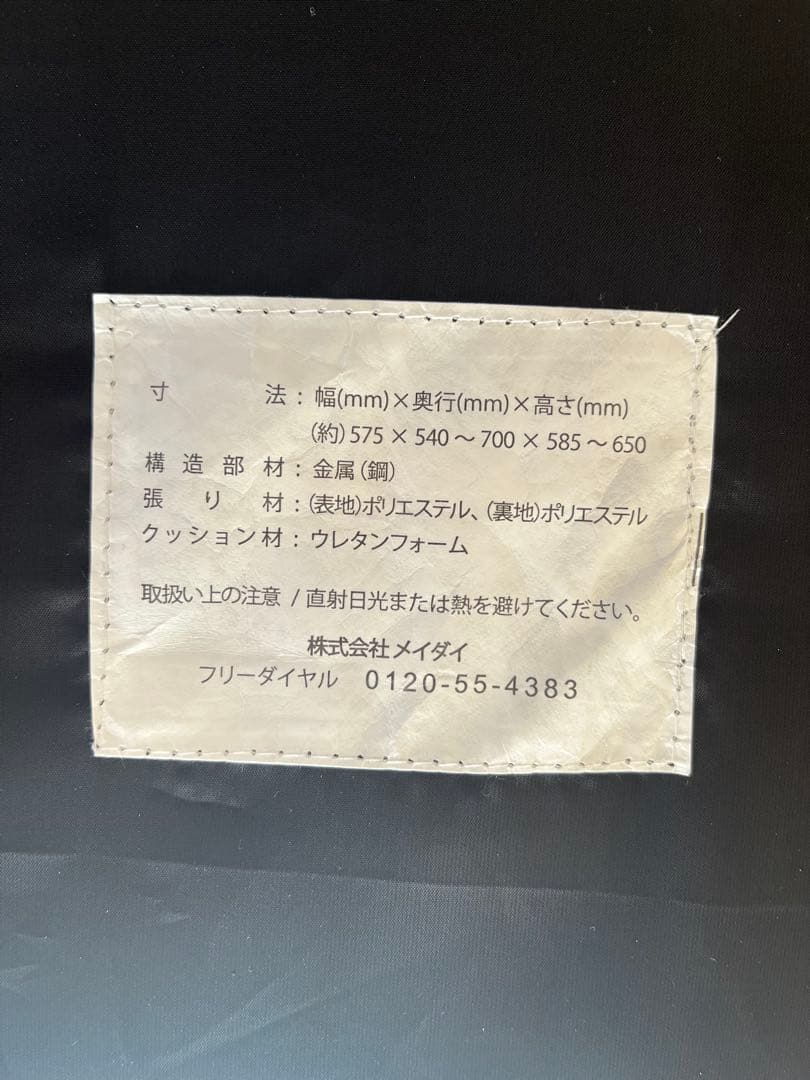 寸法：幅(mm)×奥行(mm)×高さ(mm)
（約）575×540～700×585～650
構造部材：金属（鋼）
張り材：(表地)ポリエステル、(裏地)ポリエステル
クッション材：ウレタンフォーム
取扱い上の注意 / 直射日光または熱を避けてください。
株式会社メイダイ
フリーダイヤル 0120-55-4383